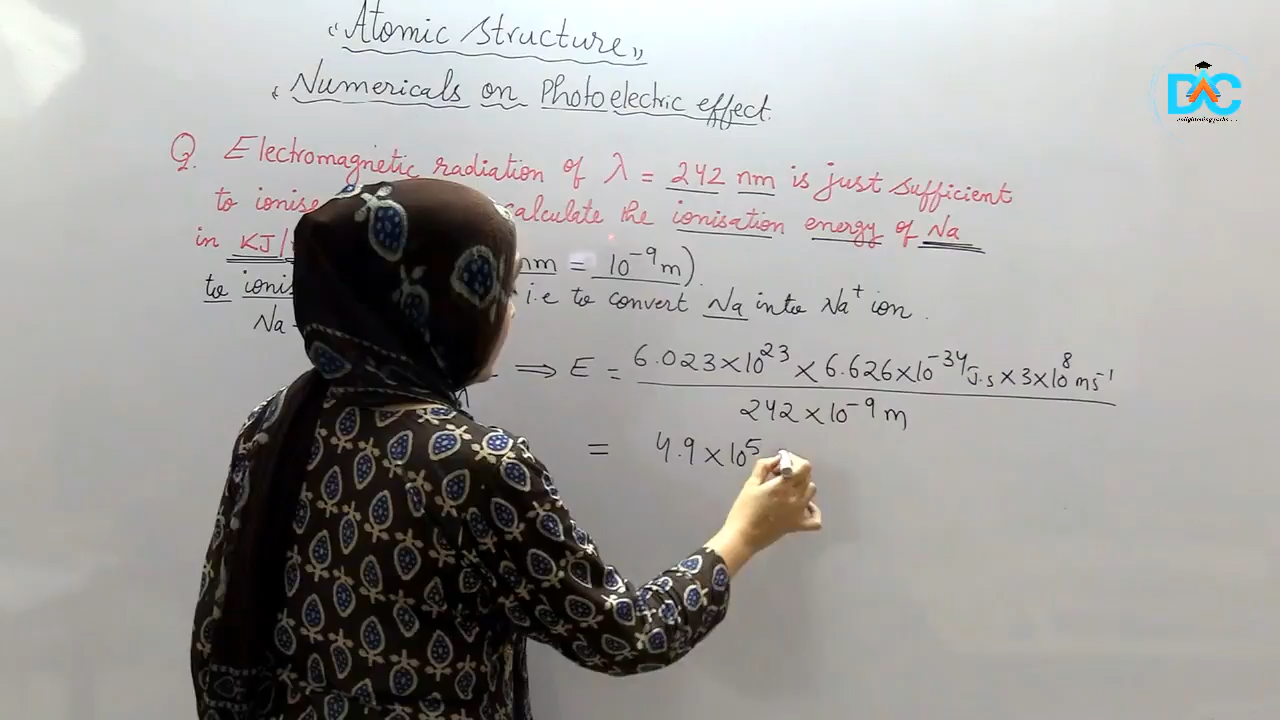 "Atomic Structure"
Numericals on Photoelectric effect.
Q. Electromagnetic radiation of λ = 242 nm is just sufficient
to ionise calculate the ionisation energy of Na
in KJ/ nm = 10⁻⁹ m).
to ionis i.e to convert Na into Na⁺ ion.
Na
λ ⟹ E = 6.023×10²³ × 6.626×10⁻³⁴ J.s × 3×10⁸ ms⁻¹
242 × 10⁻⁹ m
= 4.9 × 10⁵
DAC